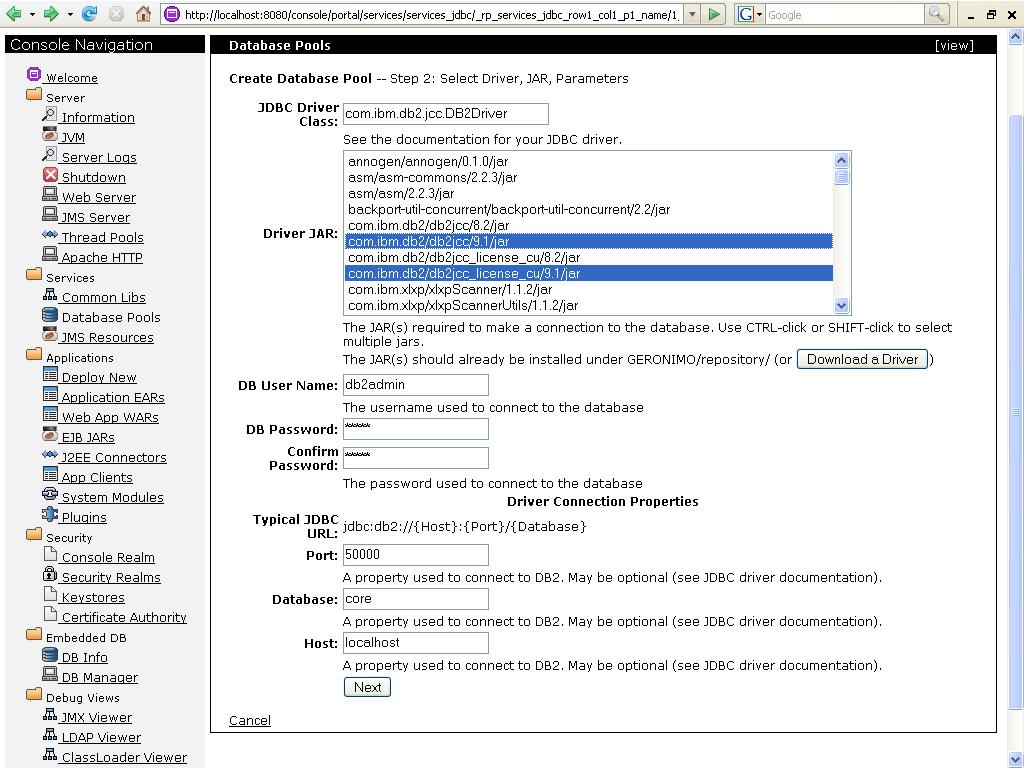 http://localhost:8080/console/portal/services/services_jdbc/_rp_services_jdbc_row1_col1_p1_name/1_
G Google
Console Navigation
Welcome
Server
Information
JVM
Server Logs
Shutdown
Web Server
JMS Server
Thread Pools
Apache HTTP
Services
Common Libs
Database Pools
JMS Resources
Applications
Deploy New
Application EARs
Web App WARs
EJB JARs
J2EE Connectors
App Clients
System Modules
Plugins
Security
Console Realm
Security Realms
Keystores
Certificate Authority
Embedded DB
DB Info
DB Manager
Debug Views
JMX Viewer
LDAP Viewer
ClassLoader Viewer
Database Pools [view]
Create Database Pool -- Step 2: Select Driver, JAR, Parameters
JDBC Driver
Class: com.ibm.db2.jcc.DB2Driver
See the documentation for your JDBC driver.
annogen/annogen/0.1.0/jar
asm/asm-commons/2.2.3/jar
asm/asm/2.2.3/jar
backport-util-concurrent/backport-util-concurrent/2.2/jar
com.ibm.db2/db2jcc/8.2/jar
Driver JAR:
com.ibm.db2/db2jcc/9.1/jar
com.ibm.db2/db2jcc_license_cu/8.2/jar
com.ibm.db2/db2jcc_license_cu/9.1/jar
com.ibm.xlxp/xlxpScanner/1.1.2/jar
com.ibm.xlxp/xlxpScannerUtils/1.1.2/jar
The JAR(s) required to make a connection to the database. Use CTRL-click or SHIFT-click to select
multiple jars.
The JAR(s) should already be installed under GERONIMO/repository/ (or Download a Driver )
DB User Name: db2admin
The username used to connect to the database
DB Password: *****
Confirm
Password: *****
The password used to connect to the database
Driver Connection Properties
Typical JDBC
URL: jdbc:db2://{Host}:{Port}/{Database}
Port: 50000
A property used to connect to DB2. May be optional (see JDBC driver documentation).
Database: core
A property used to connect to DB2. May be optional (see JDBC driver documentation).
Host: localhost
A property used to connect to DB2. May be optional (see JDBC driver documentation).
Next
Cancel